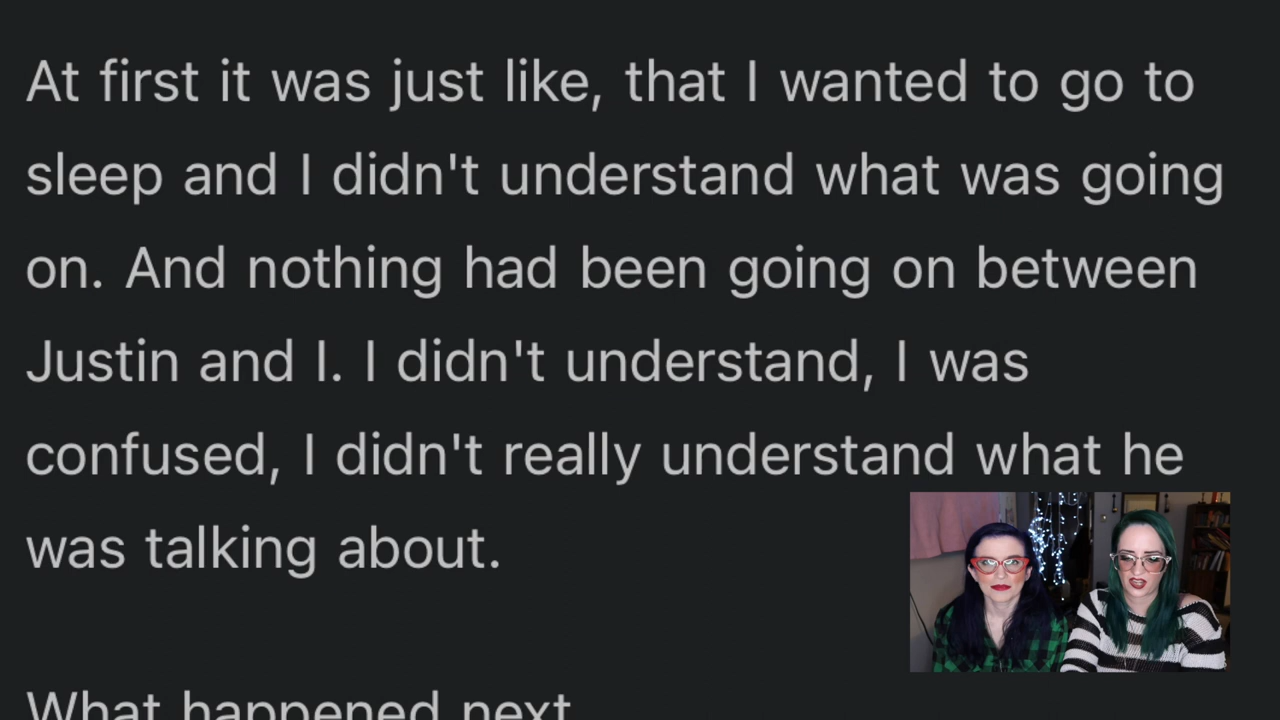 At first it was just like, that I wanted to go to
sleep and I didn't understand what was going
on. And nothing had been going on between
Justin and I. I didn't understand, I was
confused, I didn't really understand what he
was talking about.
What happened next